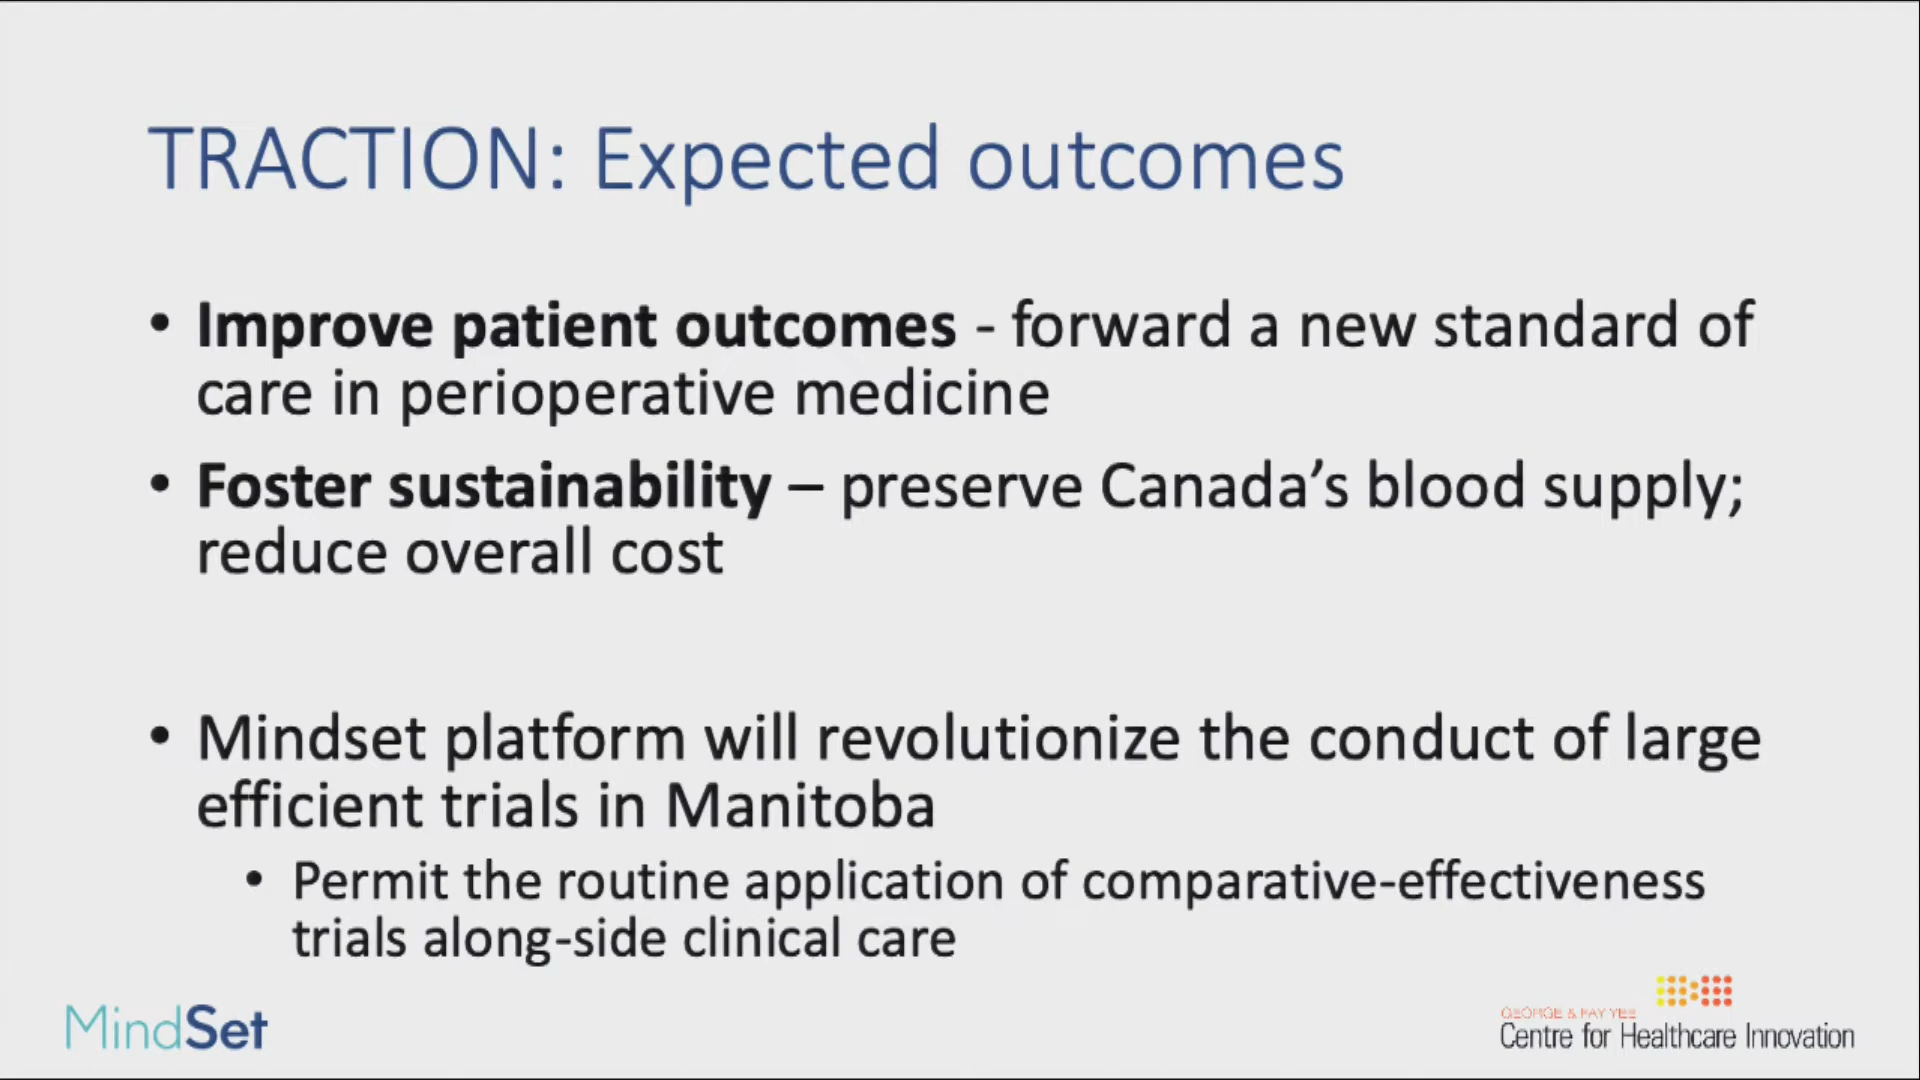 TRACTION: Expected outcomes
• Improve patient outcomes - forward a new standard of
care in perioperative medicine
• Foster sustainability – preserve Canada’s blood supply;
reduce overall cost
• Mindset platform will revolutionize the conduct of large
efficient trials in Manitoba
• Permit the routine application of comparative-effectiveness
trials along-side clinical care
MindSet
GEORGE & FAY YEE
Centre for Healthcare Innovation